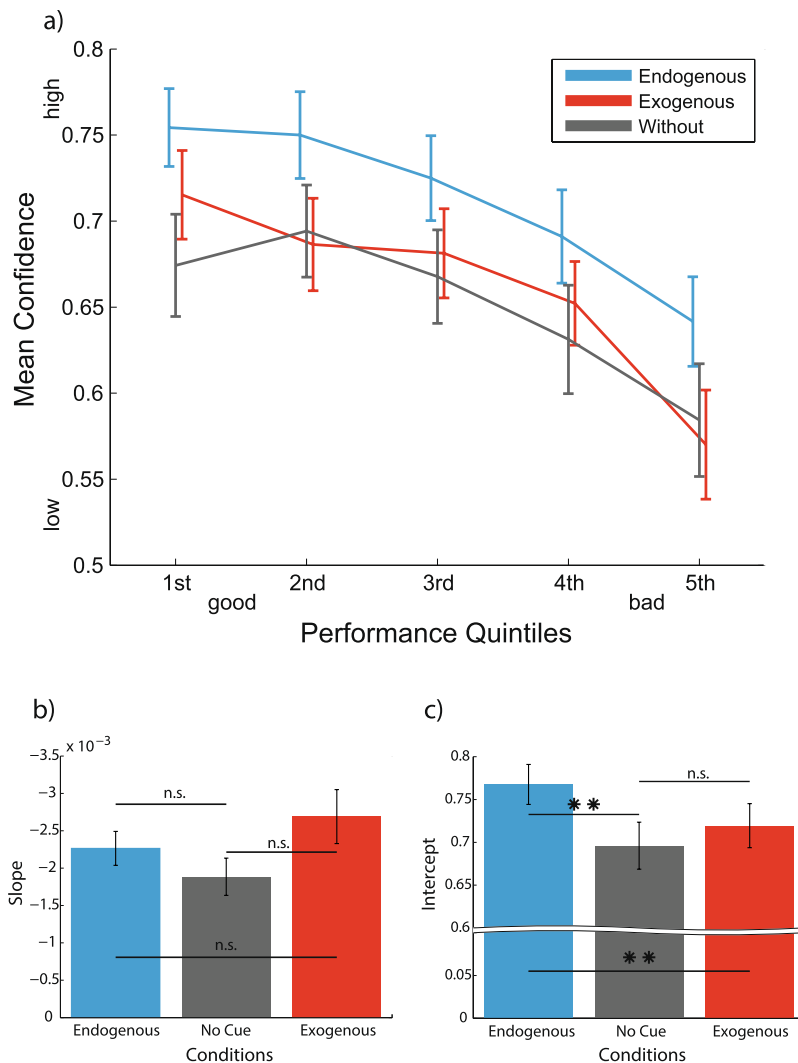 a)
high
low
Mean Confidence
0.8
0.75
0.7
0.65
0.6
0.55
0.5
Endogenous
Exogenous
Without
1st 2nd 3rd 4th 5th
good bad
Performance Quintiles
b)
x 10⁻³
−3.5
−3
−2.5
−2
−1.5
−1
−0.5
0
Slope
n.s.
n.s.
n.s.
Endogenous No Cue Exogenous
Conditions
c)
0.8
0.75
0.7
0.65
0.6
0.05
0
Intercept
n.s.
＊＊
＊＊
Endogenous No Cue Exogenous
Conditions